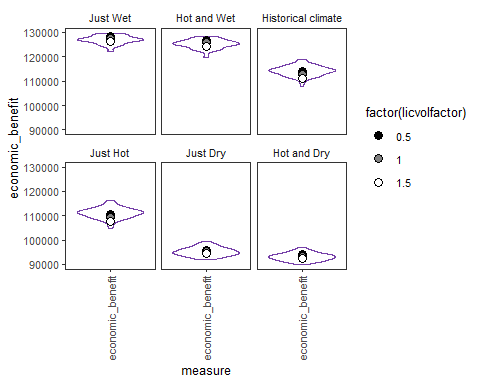 Just Wet
Hot and Wet
Historical climate
130000
120000
110000
100000
90000
Just Hot
Just Dry
Hot and Dry
130000
120000
110000
100000
90000
economic_benefit
economic_benefit
economic_benefit
economic_benefit
measure
factor(licvolfactor)
0.5
1
1.5